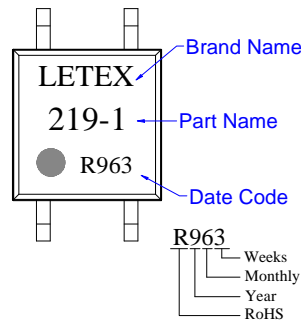 LETEX
Brand Name
219-1
Part Name
R963
Date Code
R963
Weeks
Monthly
Year
RoHS